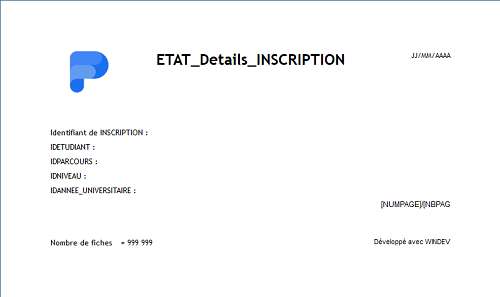 ETAT_Details_INSCRIPTION
JJ/MM/AAAA
Identifiant de INSCRIPTION :
IDETUDIANT :
IDPARCOURS :
IDNIVEAU :
IDANNEE_UNIVERSITAIRE :
[NUMPAGE]/[NBPAG
Nombre de fiches = 999 999
Développé avec WINDEV